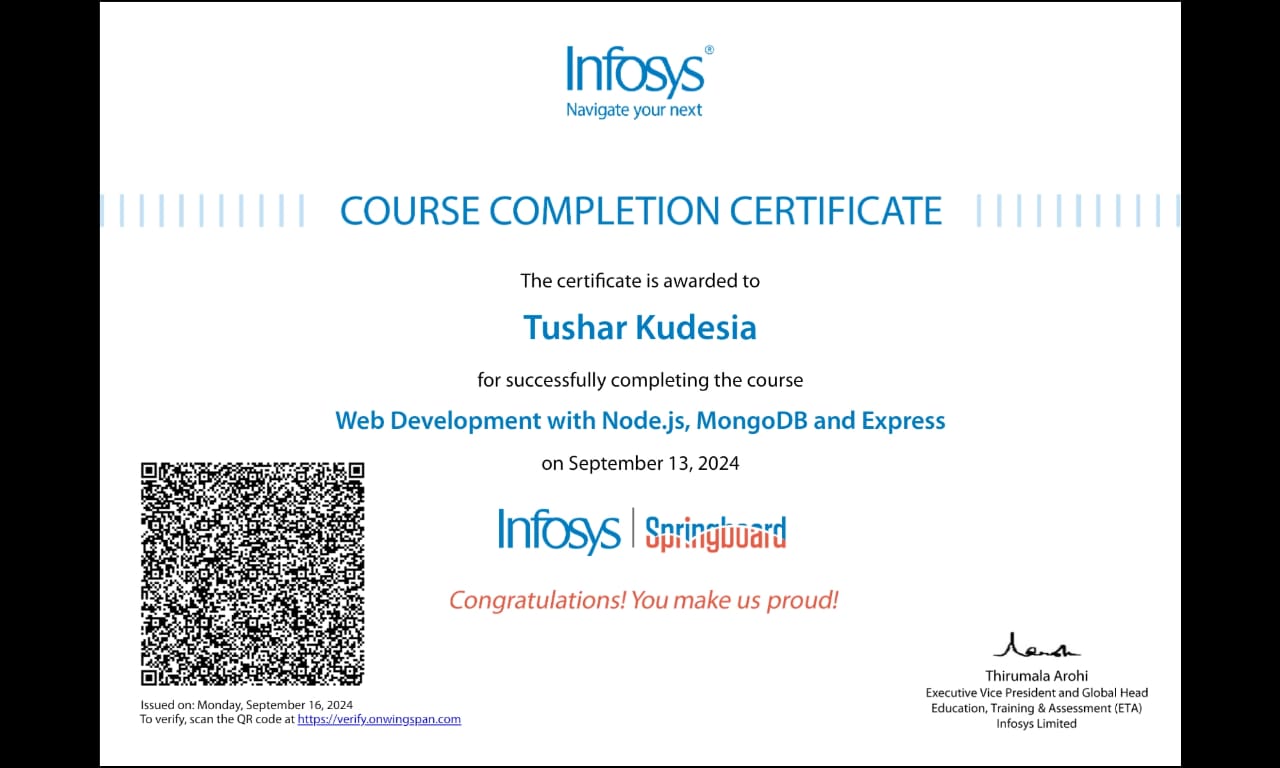 Infosys®
Navigate your next
COURSE COMPLETION CERTIFICATE
The certificate is awarded to
Tushar Kudesia
for successfully completing the course
Web Development with Node.js, MongoDB and Express
on September 13, 2024
Infosys | Springboard
Congratulations! You make us proud!
Thirumala Arohi
Executive Vice President and Global Head
Education, Training & Assessment (ETA)
Infosys Limited
Issued on: Monday, September 16, 2024
To verify, scan the QR code at https://verify.onwingspan.com